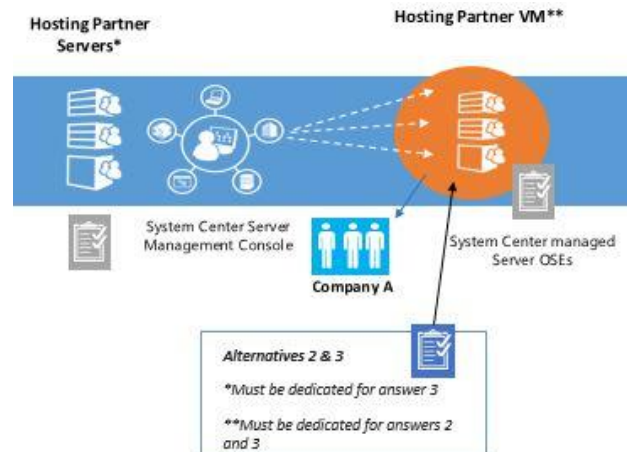 Hosting Partner
Servers*
Hosting Partner VM**
System Center Server
Management Console
Company A
System Center managed
Server OSEs
Alternatives 2 & 3
*Must be dedicated for answer 3
**Must be dedicated for answers 2
and 3